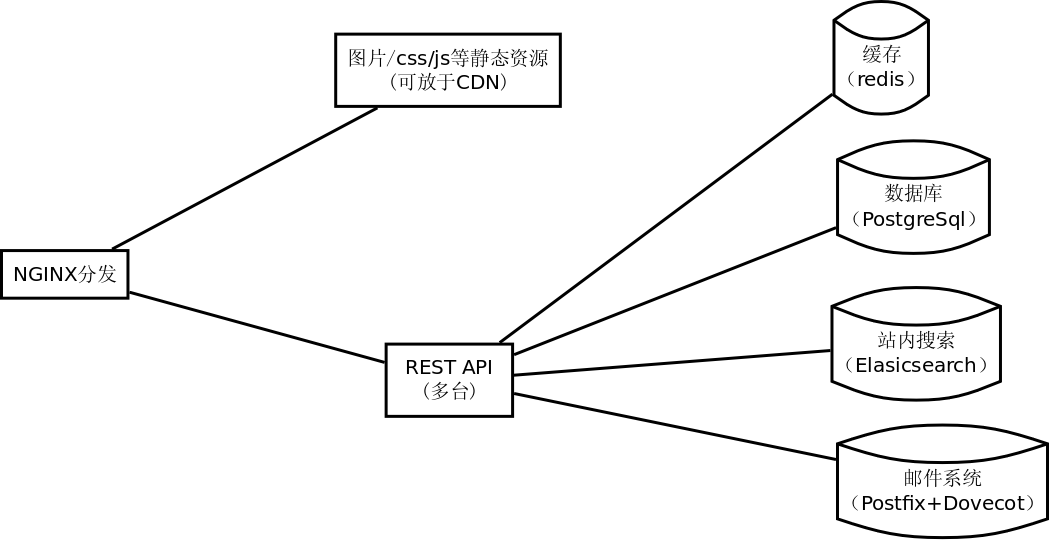 图片/css/js等静态资源
(可放于CDN)
NGINX分发
REST API
(多台)
缓存
（redis）
数据库
（PostgreSql）
站内搜索
（Elasicsearch）
邮件系统
（Postfix+Dovecot）